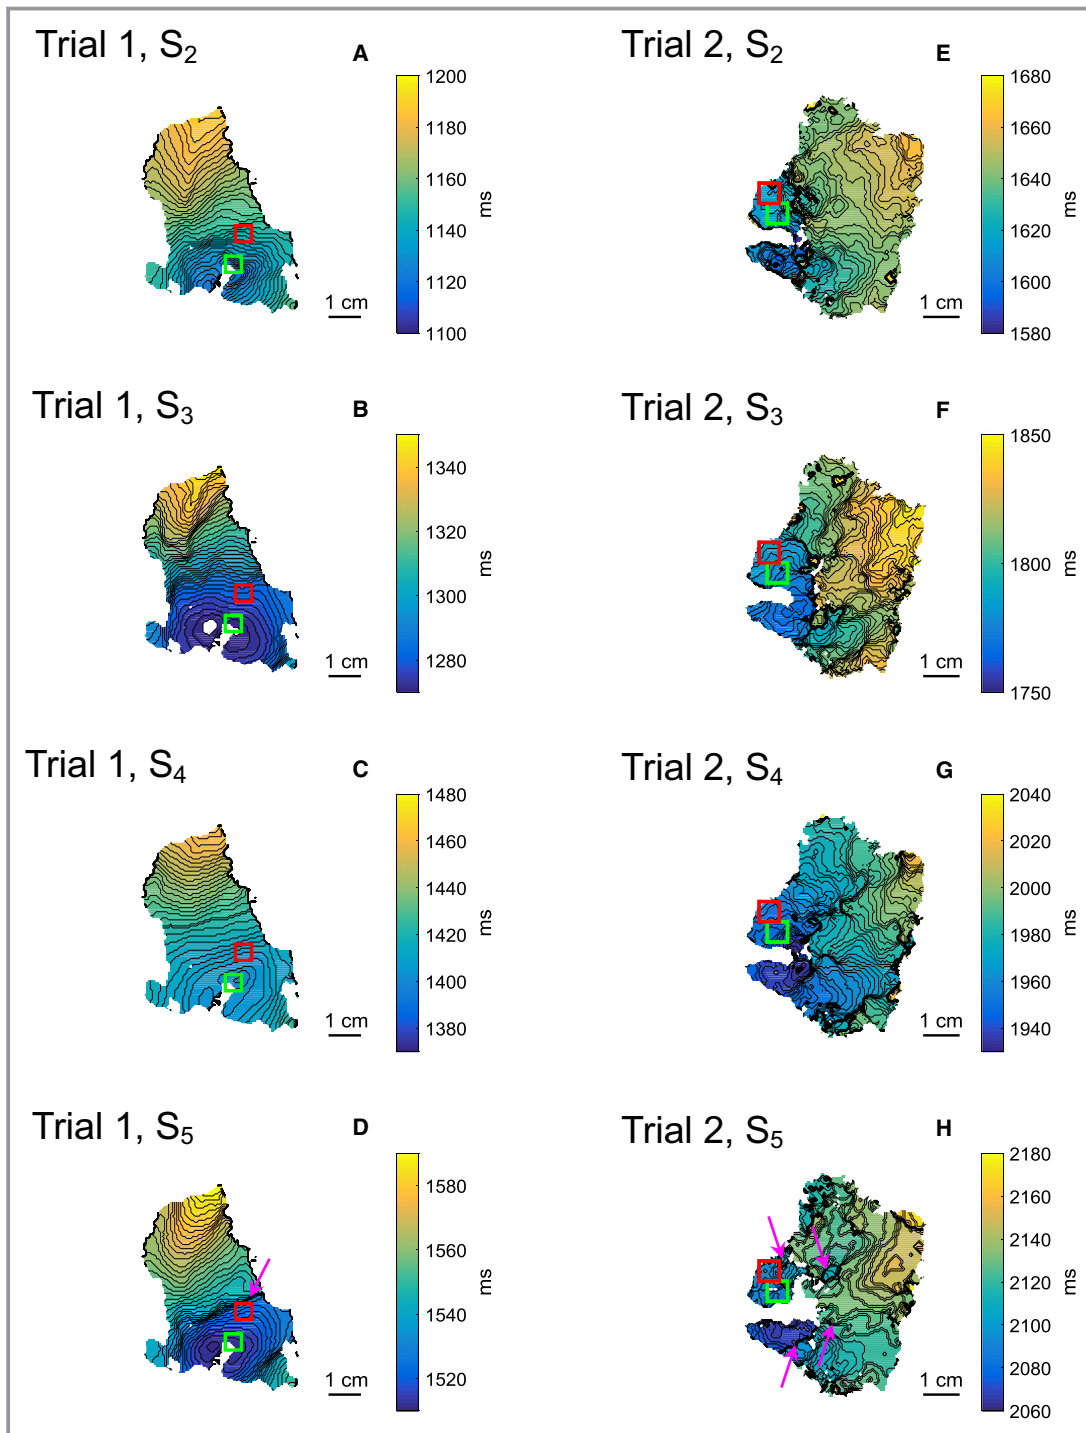 Trial 1, S2
A
1200
1180
1160
1140
1120
1100
ms
1 cm
Trial 2, S2
E
1680
1660
1640
1620
1600
1580
ms
1 cm
Trial 1, S3
B
1340
1320
1300
1280
ms
1 cm
Trial 2, S3
F
1850
1800
1750
ms
1 cm
Trial 1, S4
C
1480
1460
1440
1420
1400
1380
ms
1 cm
Trial 2, S4
G
2040
2020
2000
1980
1960
1940
ms
1 cm
Trial 1, S5
D
1580
1560
1540
1520
ms
1 cm
Trial 2, S5
H
2180
2160
2140
2120
2100
2080
2060
ms
1 cm